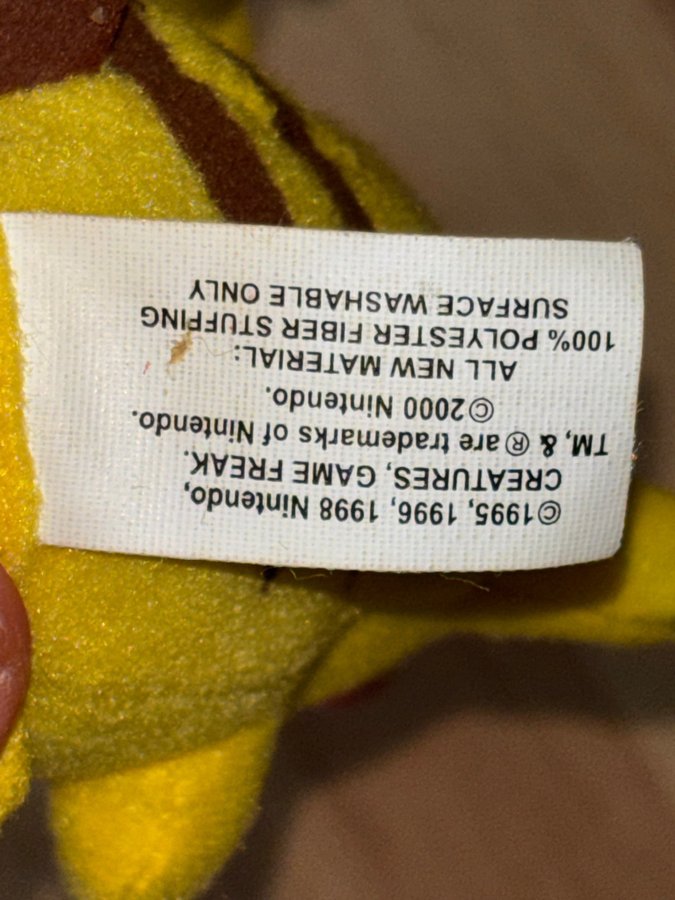 ©1995, 1996, 1998 Nintendo,
CREATURES, GAME FREAK.
TM, & ® are trademarks of Nintendo.
©2000 Nintendo.
ALL NEW MATERIAL:
100% POLYESTER FIBER STUFFING
SURFACE WASHABLE ONLY